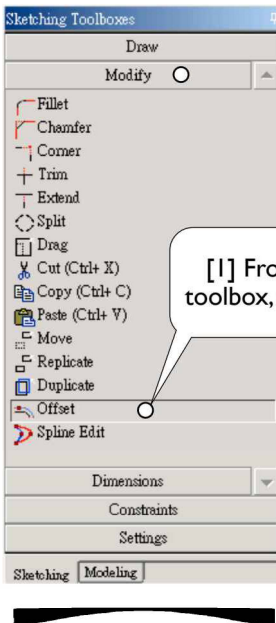 Sketching Toolboxes
Draw
Modify
Fillet
Chamfer
Corner
Trim
Extend
Split
Drag
Cut (Ctrl+ X)
Copy (Ctrl+ C)
Paste (Ctrl+ V)
Move
Replicate
Duplicate
Offset
Spline Edit
[1] Fro
toolbox,
Dimensions
Constraints
Settings
Sketching Modeling